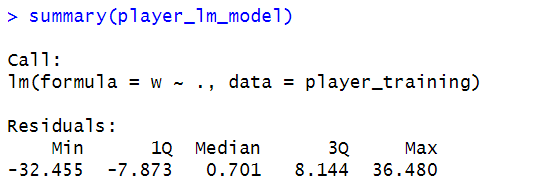 > summary(player_lm_model)
Call:
lm(formula = w ~ ., data = player_training)
Residuals:
Min 1Q Median 3Q Max
-32.455 -7.873 0.701 8.144 36.480